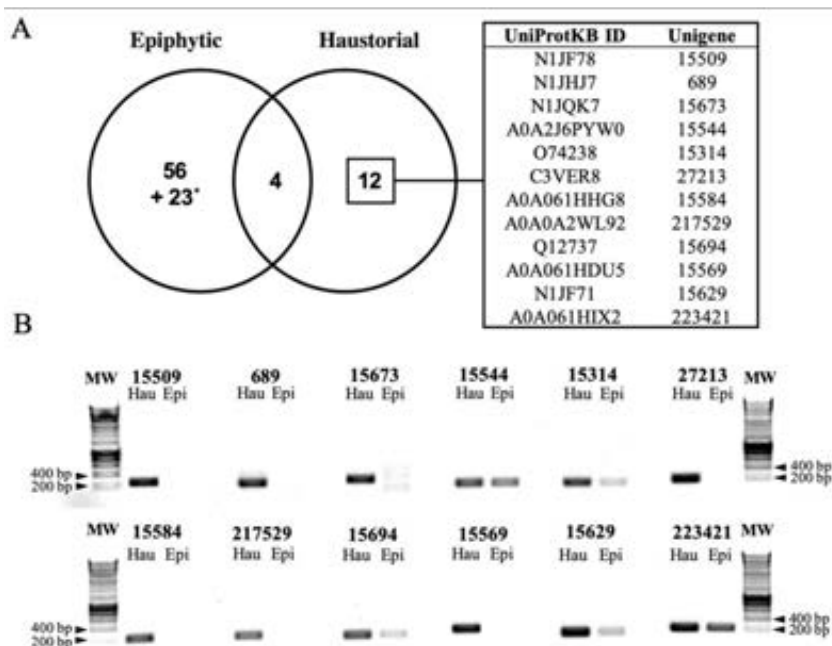 A
Epiphytic
Haustorial
56
+ 23*
4
12
UniProtKB ID Unigene
N1JF78 15509
N1JHJ7 689
N1JQK7 15673
A0A2J6PYW0 15544
O74238 15314
C3VER8 27213
A0A061HHG8 15584
A0A0A2WL92 217529
Q12737 15694
A0A061HDU5 15569
N1JF71 15629
A0A061HIX2 223421
B
MW 15509 689 15673 15544 15314 27213 MW
Hau Epi Hau Epi Hau Epi Hau Epi Hau Epi Hau Epi
400 bp 400 bp
200 bp 200 bp
MW 15584 217529 15694 15569 15629 223421 MW
Hau Epi Hau Epi Hau Epi Hau Epi Hau Epi Hau Epi
400 bp 400 bp
200 bp 200 bp